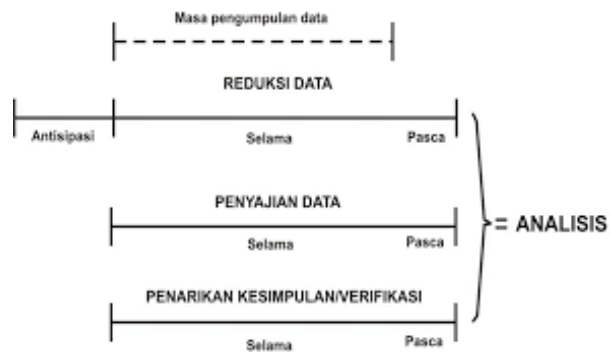 Masa pengumpulan data
REDUKSI DATA
Antisipasi Selama Pasca
PENYAJIAN DATA
= ANALISIS
Selama Pasca
PENARIKAN KESIMPULAN/VERIFIKASI
Selama Pasca